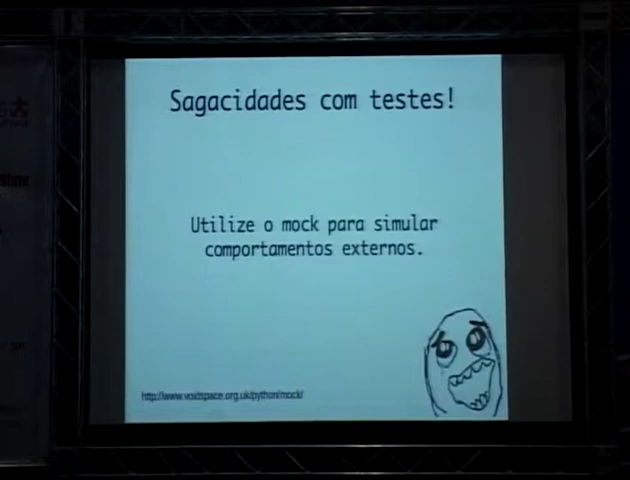 Sagacidades com testes!
Utilize o mock para simular
comportamentos externos.
http://www.voidspace.org.uk/python/mock/